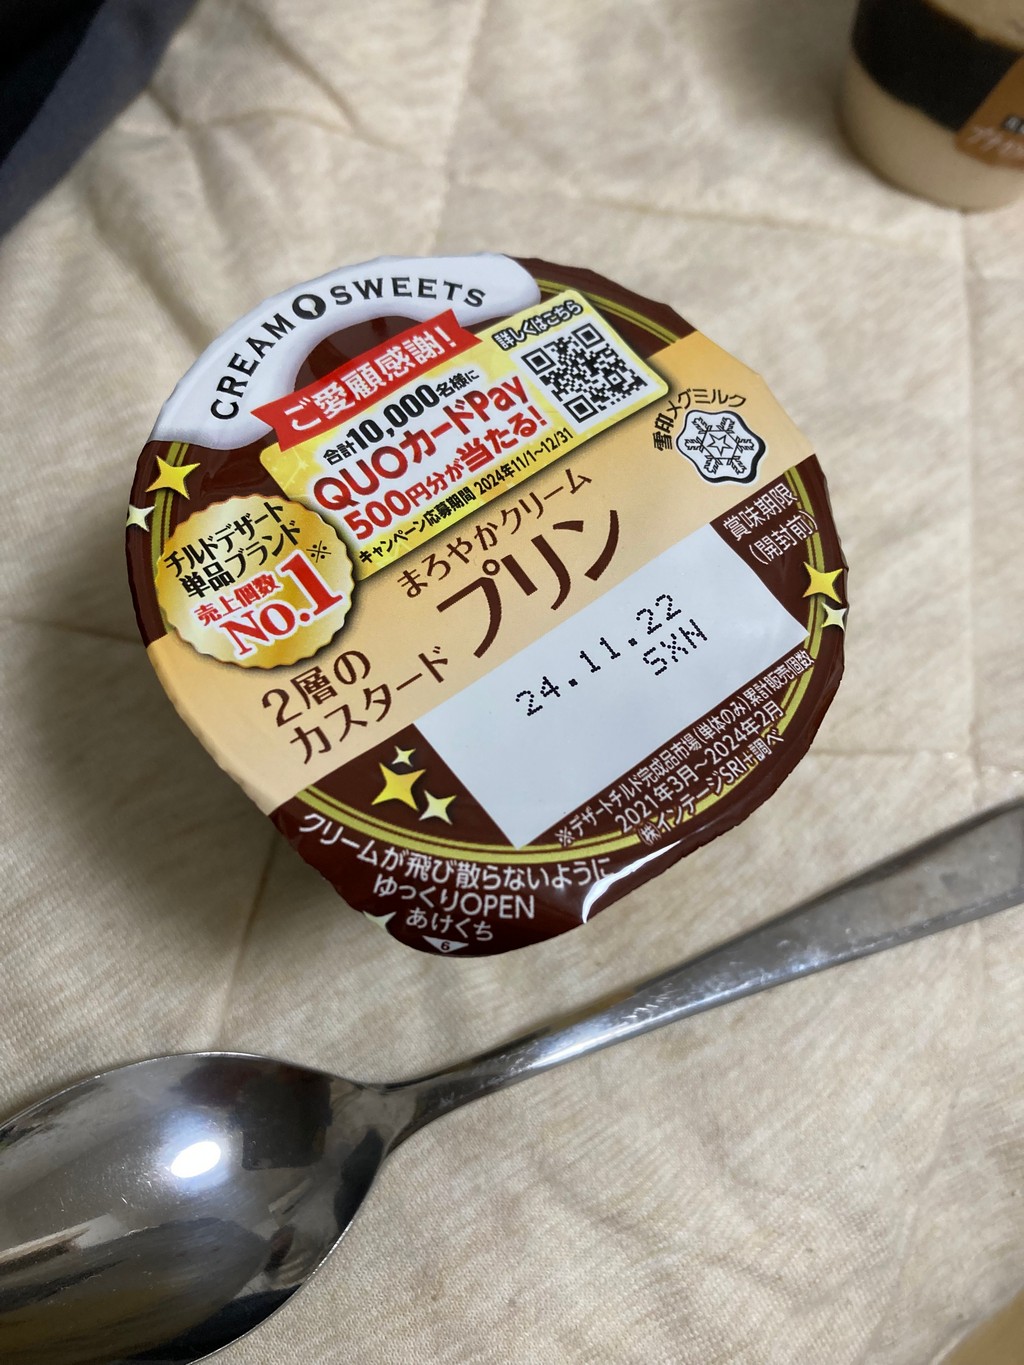 CREAM SWEETS
ご愛顧感謝!
詳しくはこちら
合計10,000名様に
QUOカードPay
500円分が当たる!
キャンペーン応募期間 2024年11/1~12/31
雪印メグミルク
チルドデザート
単品ブランド※
売上個数
No.1
まろやかクリーム
プリン
2層の
カスタード
賞味期限
(開封前)
24.11.22
SXN
※デザートチルド完成品市場(単体のみ)累計販売個数
2021年3月~2024年2月
(株)インテージSRI+調べ
クリームが飛び散らないように
ゆっくりOPEN
あけくち
6